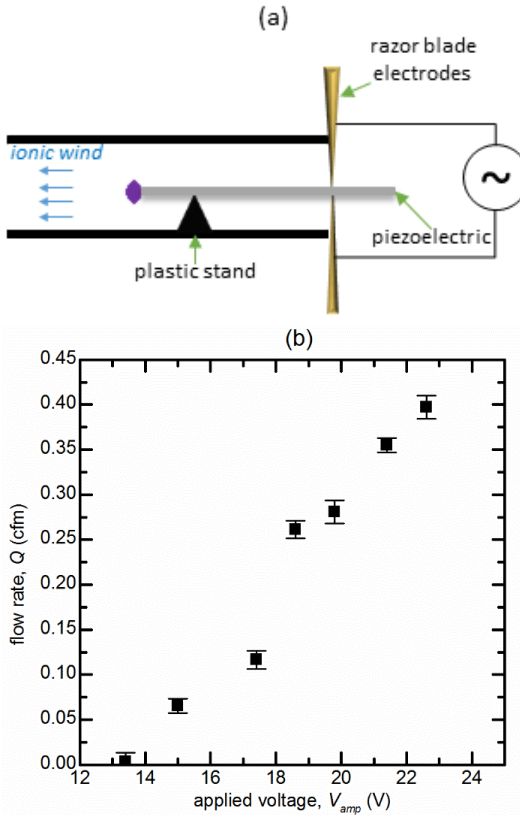 (a)
razor blade
electrodes
ionic wind
~
piezoelectric
plastic stand
(b)
0.45
0.40
0.35
0.30
0.25
0.20
0.15
0.10
0.05
0.00
flow rate, Q (cfm)
12 14 16 18 20 22 24
applied voltage, Vamp (V)